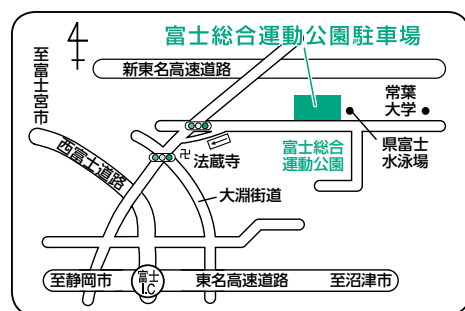 富士総合運動公園駐車場
至富士宮市
新東名高速道路
常葉
大学
県富士
水泳場
富士総合
運動公園
西富士道路
卍
法蔵寺
大淵街道
至静岡市
富士
I.C
東名高速道路
至沼津市